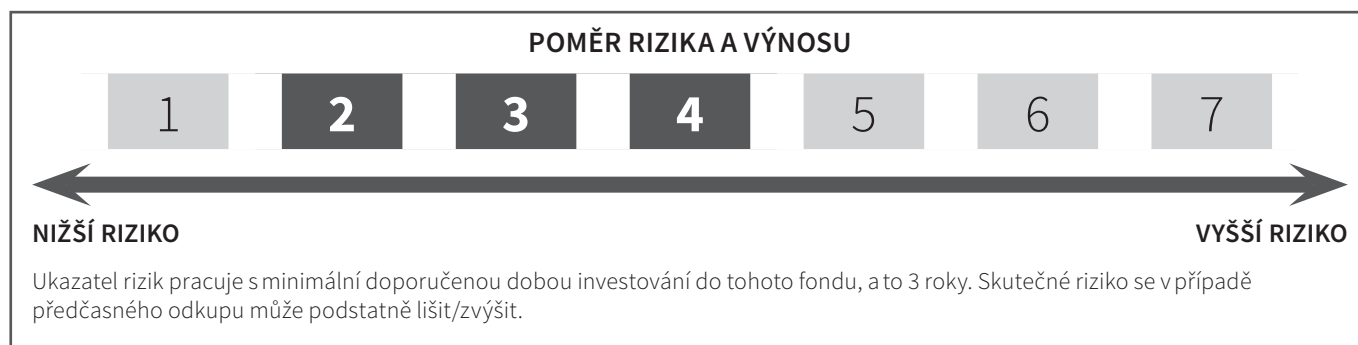 POMĚR RIZIKA A VÝNOSU
1 2 3 4 5 6 7
NIŽŠÍ RIZIKO VYŠŠÍ RIZIKO
Ukazatel rizik pracuje s minimální doporučenou dobou investování do tohoto fondu, a to 3 roky. Skutečné riziko se v případě
předčasného odkupu může podstatně lišit/zvýšit.